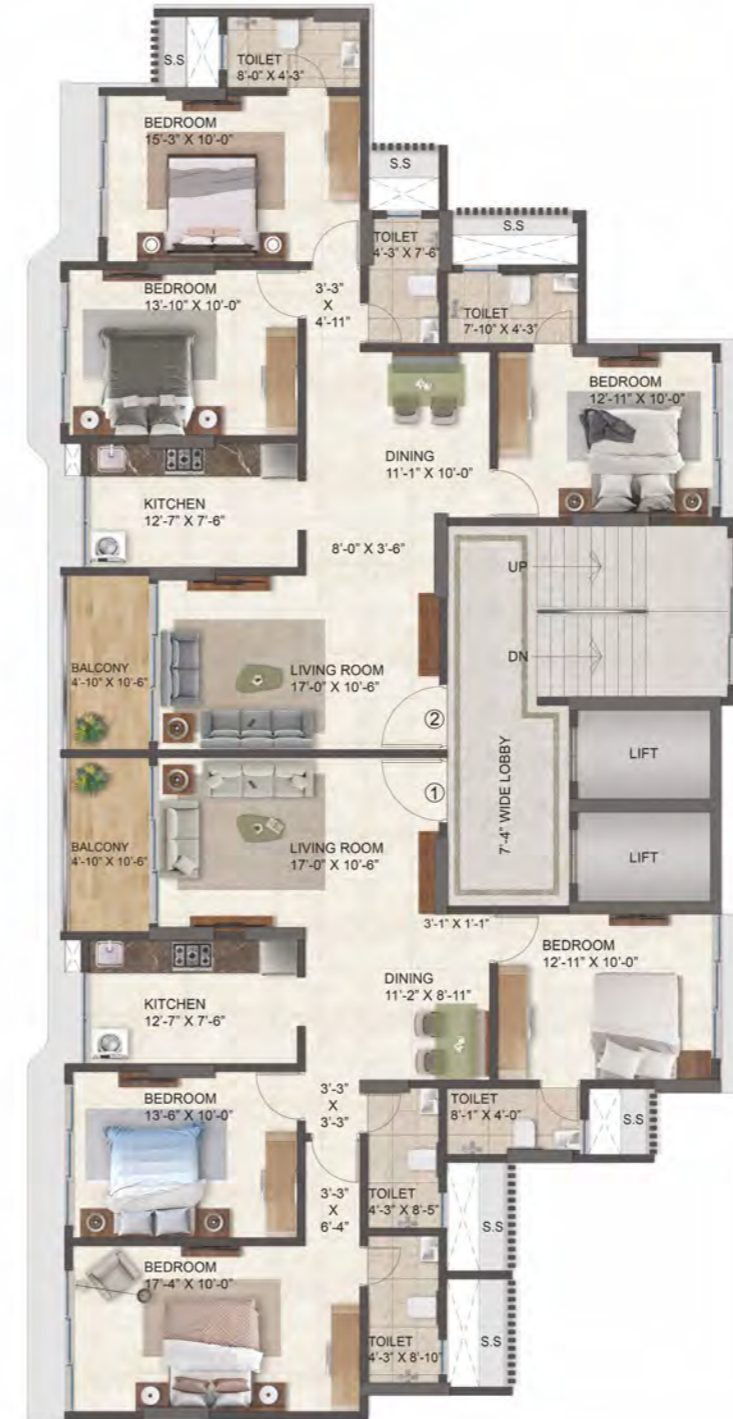 S.S
TOILET
8'-0" X 4'-3"
BEDROOM
15'-3" X 10'-0"
S.S
S.S
TOILET
4'-3" X 7'-6"
BEDROOM
13'-10" X 10'-0"
3'-3"
X
4'-11"
TOILET
7'-10" X 4'-3"
BEDROOM
12'-11" X 10'-0"
DINING
11'-1" X 10'-0"
KITCHEN
12'-7" X 7'-6"
8'-0" X 3'-6"
UP
DN
BALCONY
4'-10" X 10'-6"
LIVING ROOM
17'-0" X 10'-6"
2
LIFT
7'-4" WIDE LOBBY
1
BALCONY
4'-10" X 10'-6"
LIVING ROOM
17'-0" X 10'-6"
LIFT
3'-1" X 1'-1"
BEDROOM
12'-11" X 10'-0"
DINING
11'-2" X 8'-11"
KITCHEN
12'-7" X 7'-6"
BEDROOM
13'-6" X 10'-0"
3'-3"
X
3'-3"
TOILET
8'-1" X 4'-0"
S.S
3'-3"
X
6'-4"
TOILET
4'-3" X 8'-5"
S.S
BEDROOM
17'-4" X 10'-0"
TOILET
4'-3" X 8'-10"
S.S